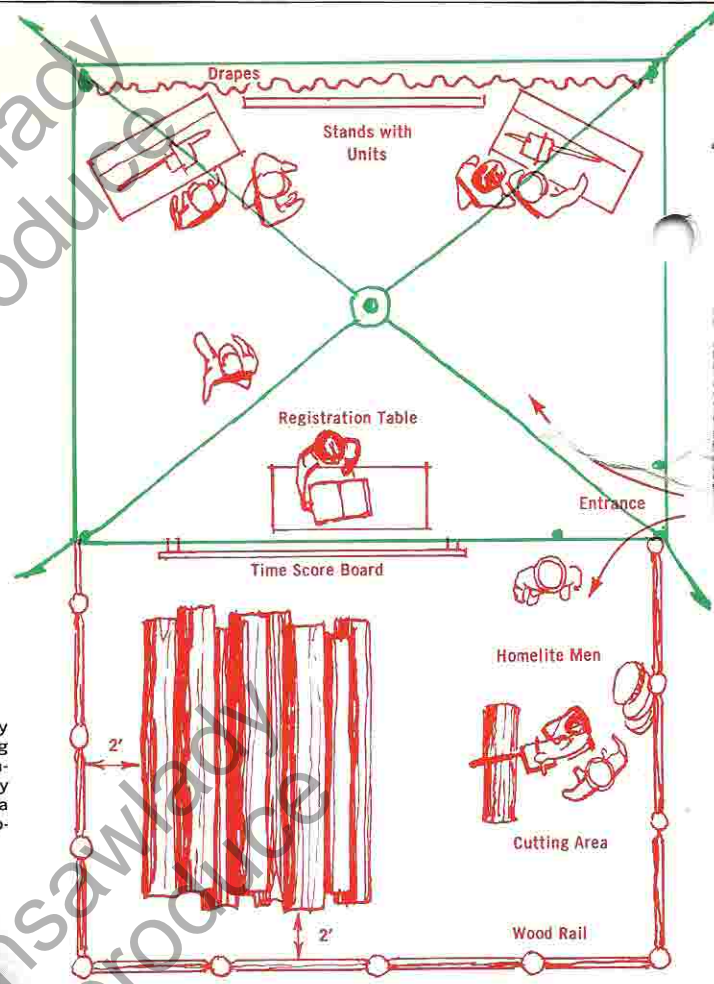 Drapes
Stands with
Units
Registration Table
Entrance
Time Score Board
Homelite Men
2'
Cutting Area
2'
Wood Rail
y
g
y
a